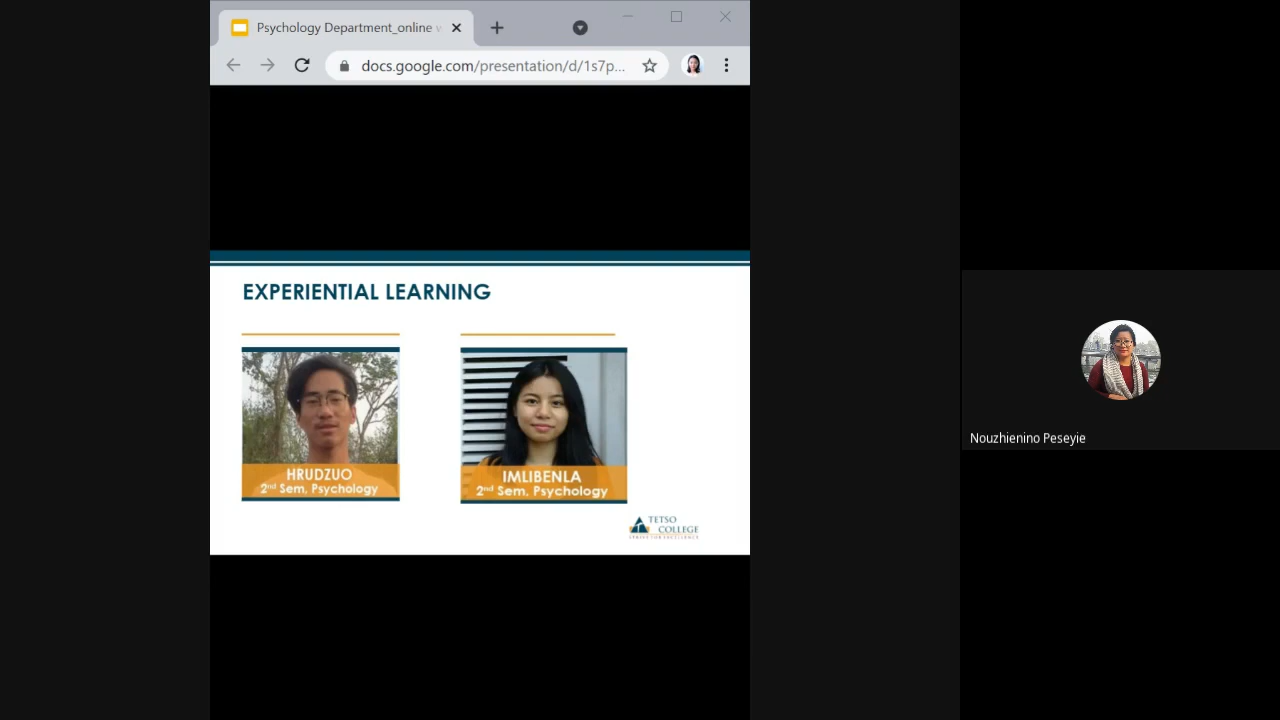 Psychology Department_online
docs.google.com/presentation/d/1s7p...
EXPERIENTIAL LEARNING
HRUDZUO
2nd Sem, Psychology
IMLIBENLA
2nd Sem, Psychology
TETSO
COLLEGE
Nouzhienino Peseyie